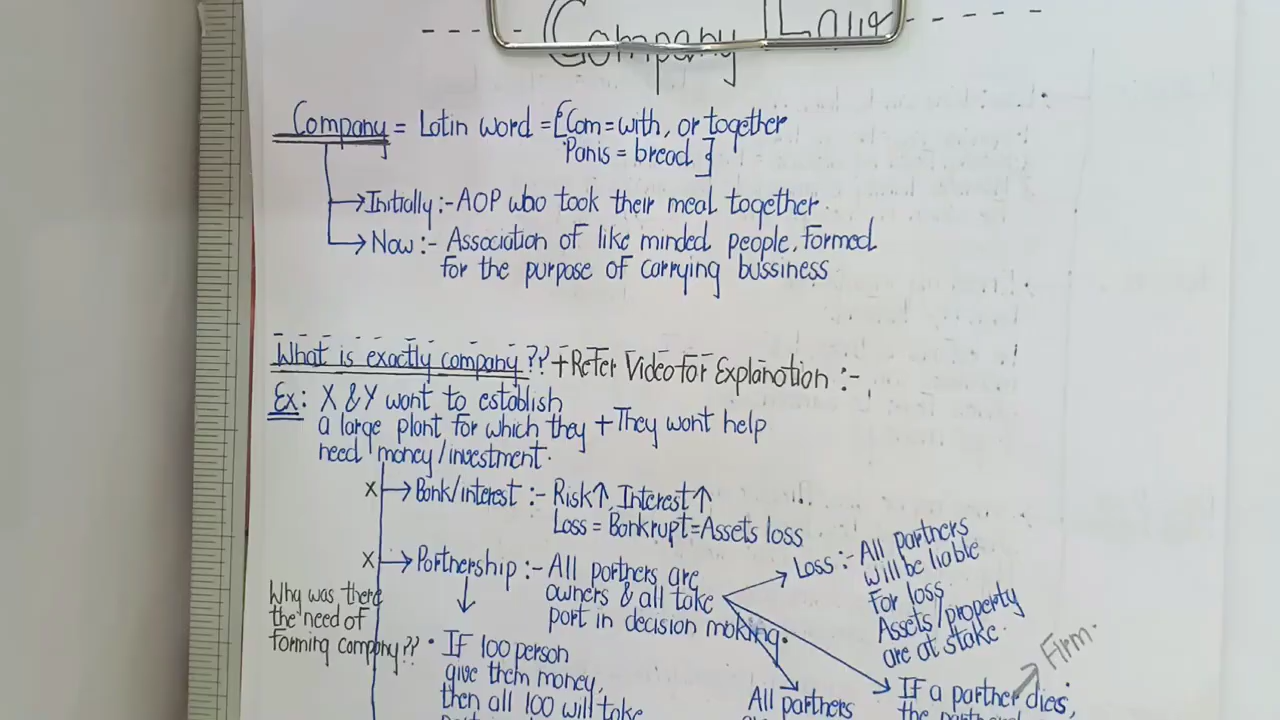 Company Law
Company = Latin word = [Com = with, or together
Panis = bread]
→ Initially :- AOP who took their meal together.
→ Now :- Association of like minded people, formed
for the purpose of carrying bussiness
What is exactly company ?? + Refer Video for Explanation :-
Ex: X & Y want to establish
a large plant for which they + They wont help
need money/investment.
x → Bank/interest :- Risk↑, Interest↑
Loss = Bankrupt = Assets loss
x → Partnership :- All partners are
owners & all take
part in decision making.
Loss :- All partners
will be liable
for loss
Assets/property
are at stake.
Why was there
the need of
forming company??
• If 100 person
give them money,
then all 100 will take
All partners
If a partner dies,
Firm.